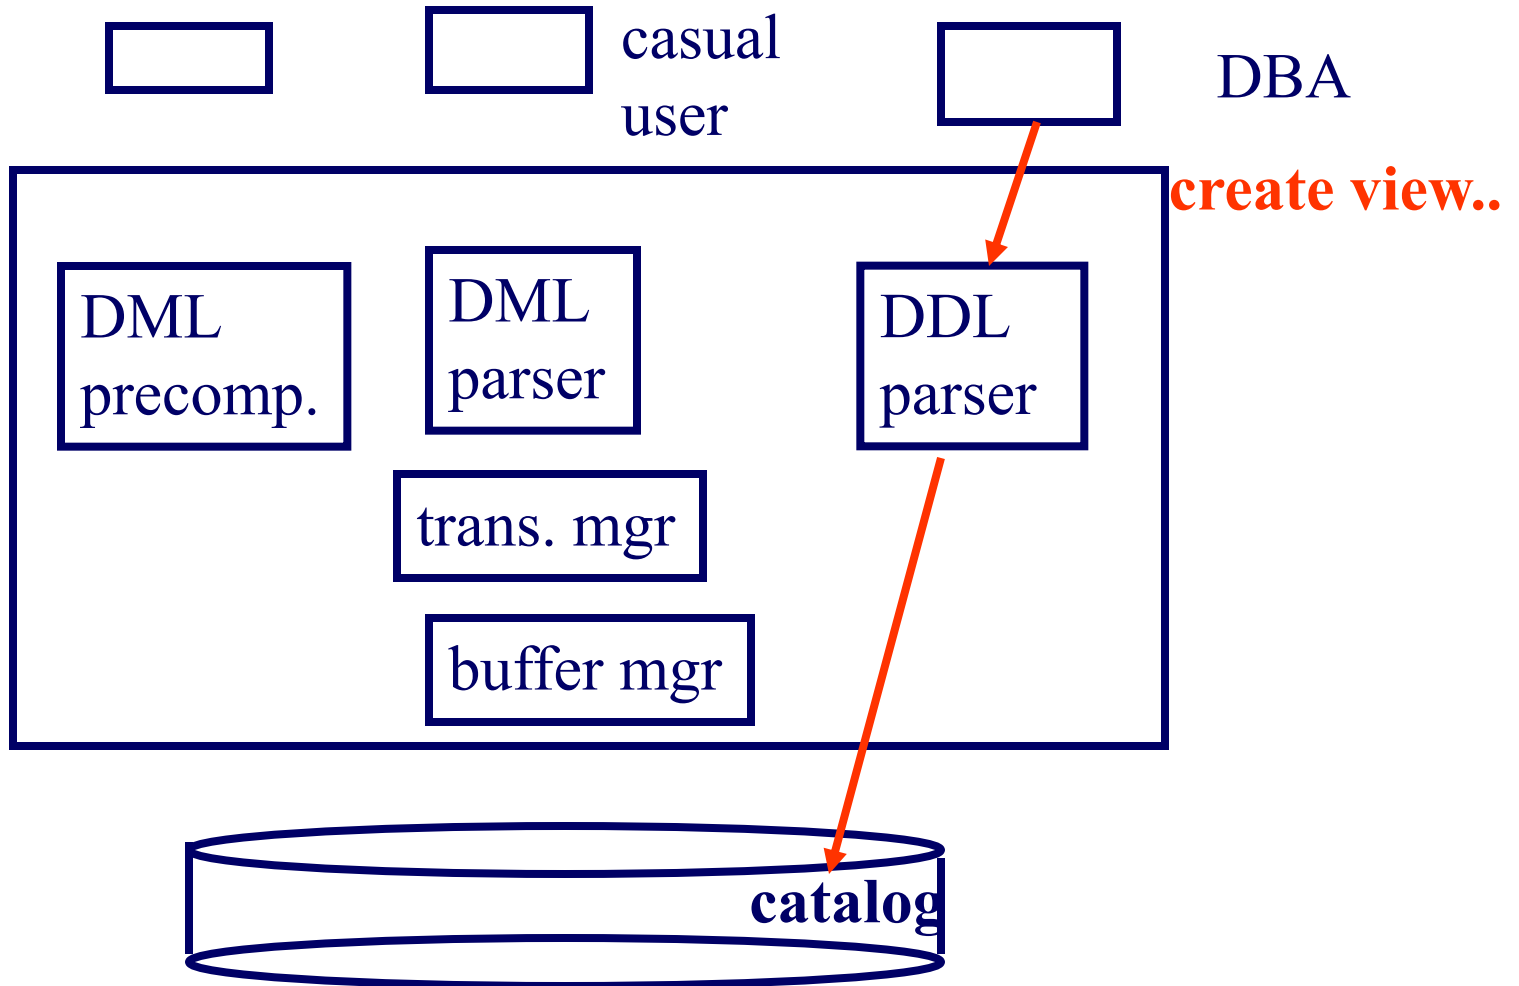 casual
user
DBA
create view..
DML
precomp.
DML
parser
DDL
parser
trans. mgr
buffer mgr
catalog